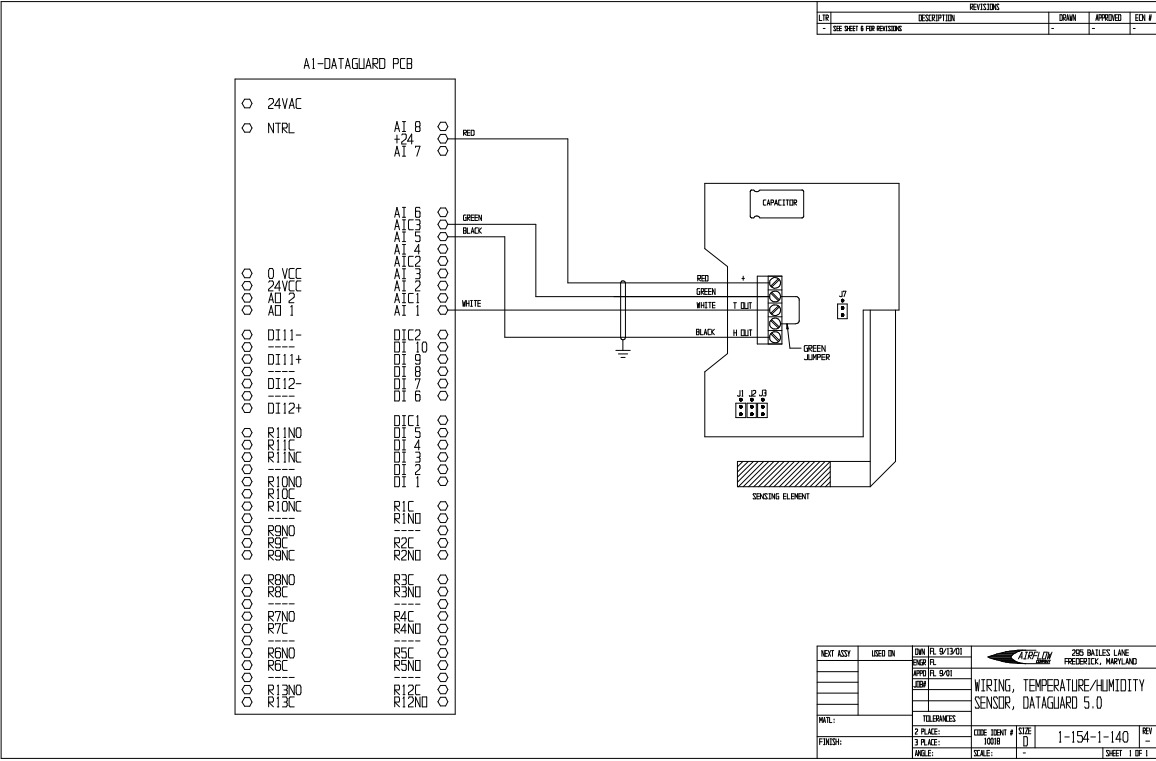 REVISIONS
LTR DESCRIPTION DRAWN APPROVED ECN #
- SEE SHEET 6 FOR REVISIONS - - -
A1-DATAGUARD PCB
24VAC
NTRL
AI 8
+24
AI 7
AI 6
AIC3
AI 5
AI 4
AIC2
AI 3
AI 2
AIC1
AI 1
0 VCC
24VCC
AO 2
AO 1
DI11-
----
DI11+
----
DI12-
----
DI12+
DIC2
DI 10
DI 9
DI 8
DI 7
DI 6
DIC1
DI 5
DI 4
DI 3
DI 2
DI 1
R11NO
R11C
R11NC
----
R10NO
R10C
R10NC
----
R9NO
R9C
R9NC
R1C
R1NO
----
R2C
R2NO
R8NO
R8C
----
R7NO
R7C
----
R6NO
R6C
----
R13NO
R13C
R3C
R3NO
----
R4C
R4NO
----
R5C
R5NO
----
R12C
R12NO
RED
GREEN
BLACK
WHITE
CAPACITOR
RED +
GREEN
WHITE T OUT
BLACK H OUT
GREEN
JUMPER
J7
J1 J2 J3
SENSING ELEMENT
NEXT ASSY USED ON
DWN FL 9/13/01
ENGR FL
APPD FL 9/01
JOB#
AIRFLOW
295 BAILES LANE
FREDERICK, MARYLAND
WIRING, TEMPERATURE/HUMIDITY
SENSOR, DATAGUARD 5.0
MATL:
FINISH:
TOLERANCES
2 PLACE:
3 PLACE:
ANGLE:
CODE IDENT #
10018
SIZE
D
1-154-1-140
REV
-
SCALE: -
SHEET 1 OF 1